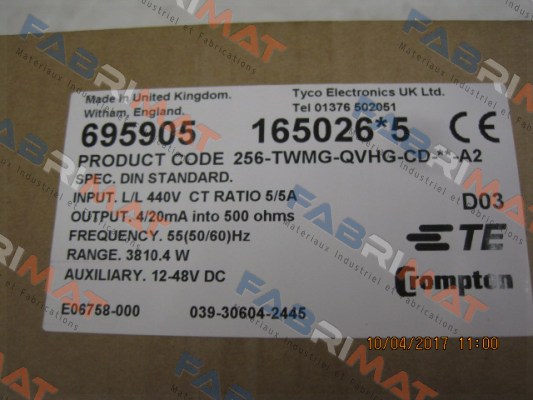 Made in United Kingdom.
Witham, England.
Tyco Electronics UK Ltd.
Tel 01376 502051
695905 165026*5 CE
PRODUCT CODE 256-TWMG-QVHG-CD-**-A2
SPEC. DIN STANDARD.
INPUT. L/L 440V CT RATIO 5/5A
OUTPUT. 4/20mA into 500 ohms
FREQUENCY. 55(50/60)Hz
RANGE. 3810.4 W
AUXILIARY. 12-48V DC
D03
TE
Crompton
E06758-000 039-30604-2445
10/04/2017 11:00
FABRIMAT
Materiaux Industriels et Fabrications